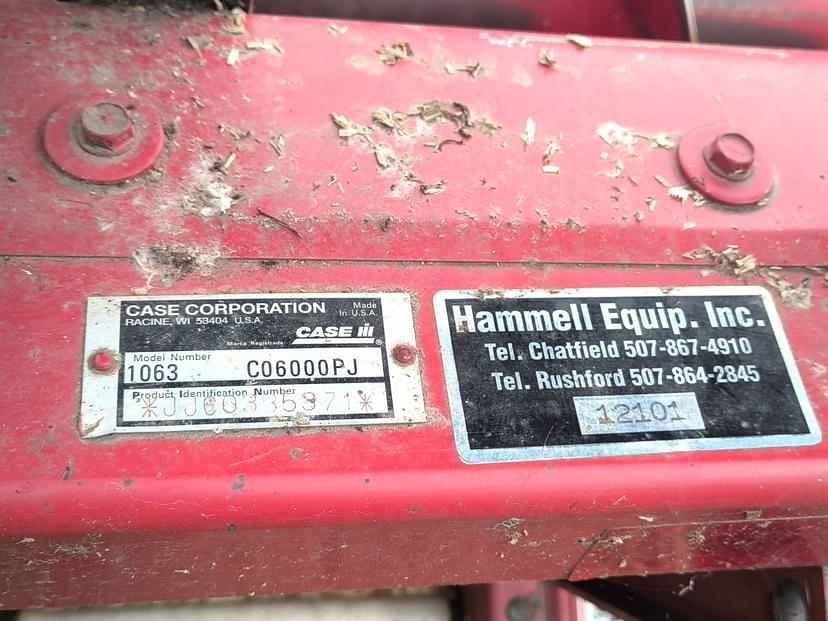 CASE CORPORATION
RACINE, WI 53404 U.S.A.
Made
In U.S.A.
Marca Registrada
CASE IH®
Model Number
1063 C06000PJ
Product Identification Number
Hammell Equip. Inc.
Tel. Chatfield 507-867-4910
Tel. Rushford 507-864-2845
12101